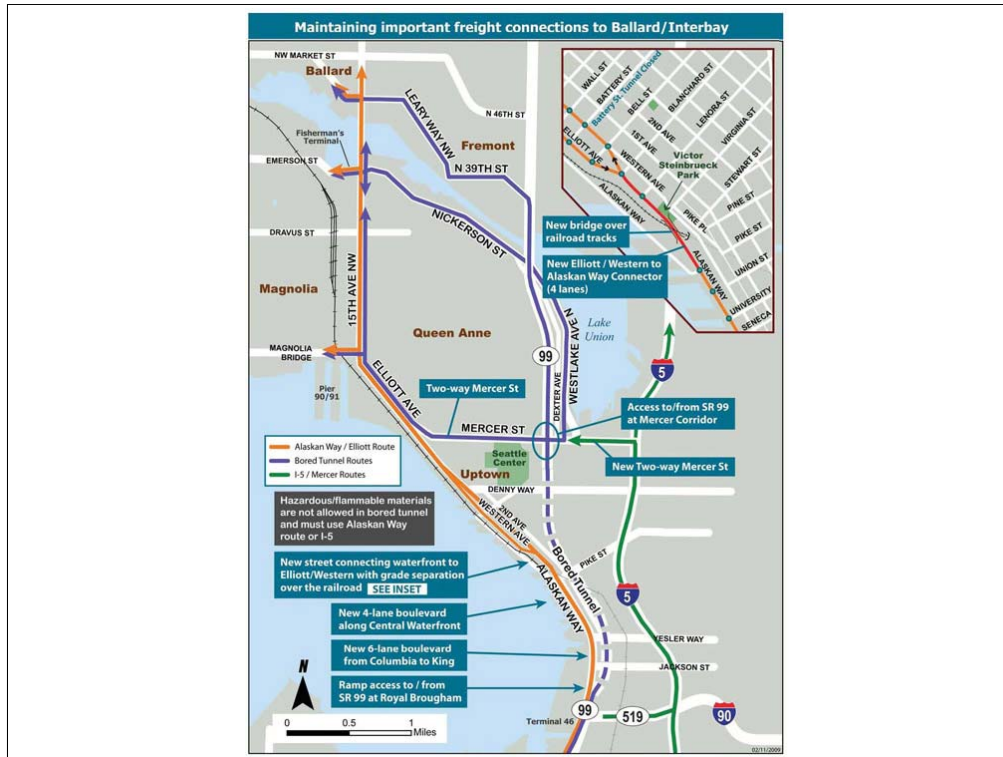 Maintaining important freight connections to Ballard/Interbay
NW MARKET ST
Ballard
LEARY WAY NW
N 46TH ST
Fremont
N 39TH ST
Fisherman's
Terminal
EMERSON ST
NICKERSON ST
DRAVUS ST
15TH AVE NW
Magnolia
Queen Anne
MAGNOLIA
BRIDGE
Pier
90/91
ELLIOTT AVE
Two-way Mercer St
MERCER ST
99
DEXTER AVE
WESTLAKE AVE N
Lake
Union
5
Access to/from SR 99
at Mercer Corridor
New Two-way Mercer St
Seattle
Center
Uptown
DENNY WAY
2ND AVE
WESTERN AVE
Alaskan Way / Elliott Route
Bored Tunnel Routes
I-5 / Mercer Routes
Hazardous/flammable materials
are not allowed in bored tunnel
and must use Alaskan Way
route or I-5
New street connecting waterfront to
Elliott/Western with grade separation
over the railroad SEE INSET
New 4-lane boulevard
along Central Waterfront
New 6-lane boulevard
from Columbia to King
Ramp access to / from
SR 99 at Royal Brougham
ALASKAN WAY
Bored Tunnel
PIKE ST
5
YESLER WAY
JACKSON ST
Terminal 46
99
519
90
N
0 0.5 1
Miles
02/11/2009
WALL ST
BATTERY ST
Battery St. Tunnel Closed
BELL ST
BLANCHARD ST
LENORA ST
VIRGINIA ST
2ND AVE
1ST AVE
WESTERN AVE
ELLIOTT AVE
ALASKAN WAY
Victor
Steinbrueck
Park
STEWART ST
PINE ST
PIKE PL
PIKE ST
UNION ST
ALASKAN WAY
UNIVERSITY
SENECA
New bridge over
railroad tracks
New Elliott / Western to
Alaskan Way Connector
(4 lanes)